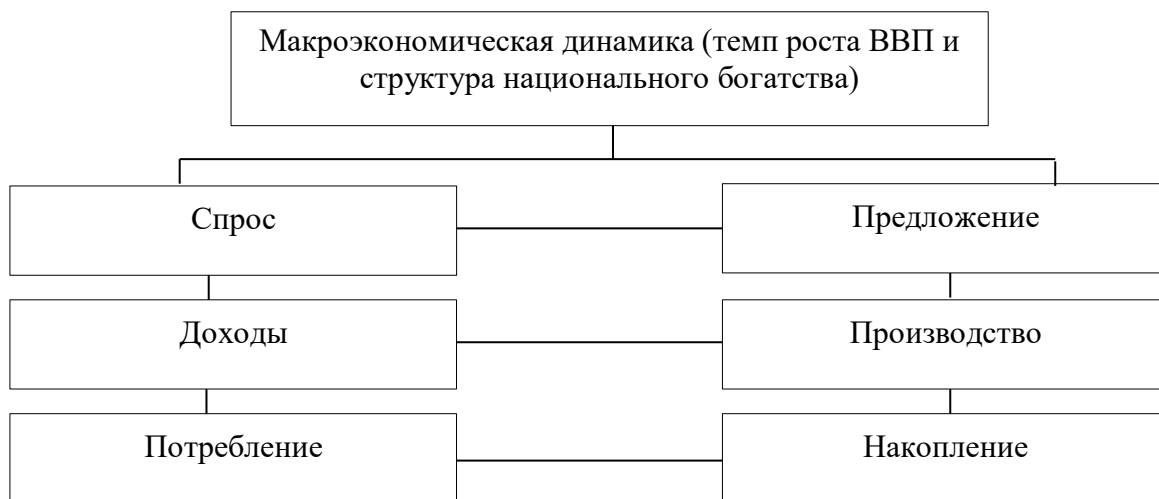 Макроэкономическая динамика (темп роста ВВП и
структура национального богатства)
Спрос
Предложение
Доходы
Производство
Потребление
Накопление